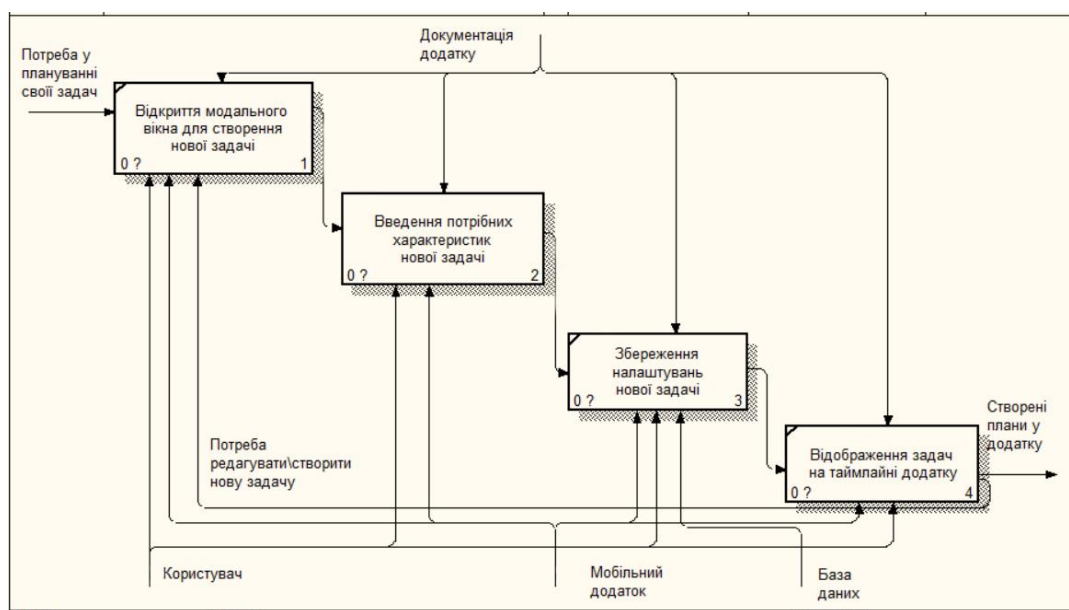 Документація
додатку
Потреба у
плануванні
свої задач
Відкриття модального
вікна для створення
нової задачі
0 ?
1
Введення потрібних
характеристик
нової задачі
0 ?
2
Збереження
налаштувань
нової задачі
0 ?
3
Створені
плани у
додатку
Відображення задач
на таймлайні додатку
0 ?
4
Потреба
редагувати\створити
нову задачу
Користувач
Мобільний
додаток
База
даних